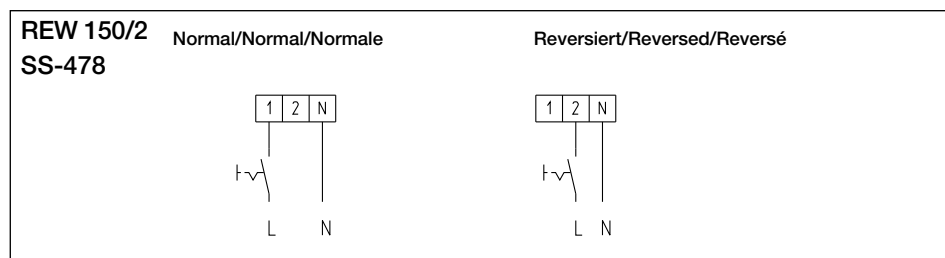 REW 150/2
SS-478
Normal/Normal/Normale
Reversiert/Reversed/Reversé
1 2 N
L N
1 2 N
L N